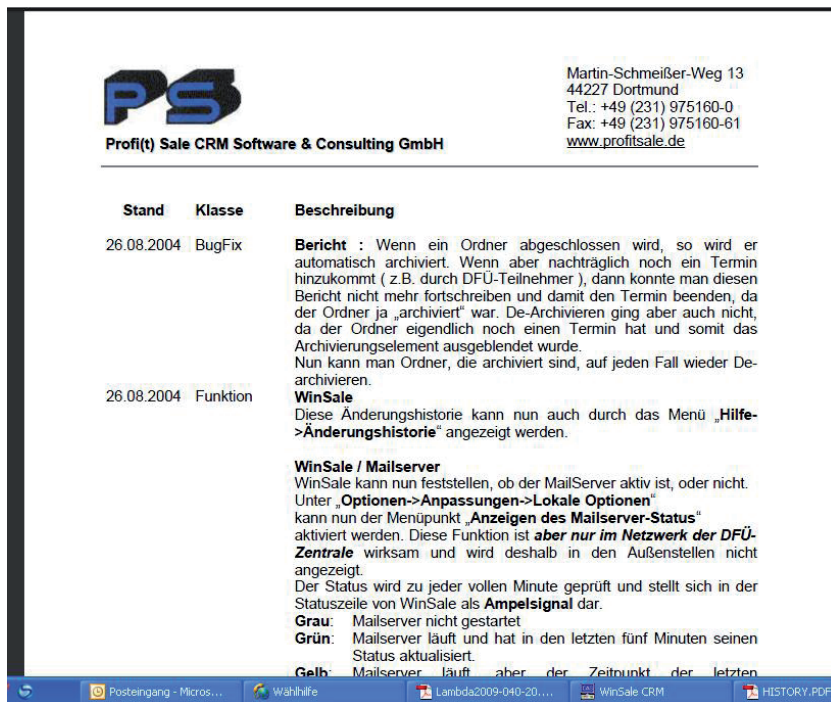 PS
Martin-Schmeißer-Weg 13
44227 Dortmund
Tel.: +49 (231) 975160-0
Fax: +49 (231) 975160-61
www.profitsale.de
Profi(t) Sale CRM Software & Consulting GmbH
Stand Klasse Beschreibung
26.08.2004 BugFix Bericht : Wenn ein Ordner abgeschlossen wird, so wird er
automatisch archiviert. Wenn aber nachträglich noch ein Termin
hinzukommt ( z.B. durch DFÜ-Teilnehmer ), dann konnte man diesen
Bericht nicht mehr fortschreiben und damit den Termin beenden, da
der Ordner ja „archiviert“ war. De-Archivieren ging aber auch nicht,
da der Ordner eigendlich noch einen Termin hat und somit das
Archivierungselement ausgeblendet wurde.
Nun kann man Ordner, die archiviert sind, auf jeden Fall wieder De-
archivieren.
26.08.2004 Funktion WinSale
Diese Änderungshistorie kann nun auch durch das Menü „Hilfe-
>Änderungshistorie“ angezeigt werden.
WinSale / Mailserver
WinSale kann nun feststellen, ob der MailServer aktiv ist, oder nicht.
Unter „Optionen->Anpassungen->Lokale Optionen“
kann nun der Menüpunkt „Anzeigen des Mailserver-Status“
aktiviert werden. Diese Funktion ist aber nur im Netzwerk der DFÜ-
Zentrale wirksam und wird deshalb in den Außenstellen nicht
angezeigt.
Der Status wird zu jeder vollen Minute geprüft und stellt sich in der
Statuszeile von WinSale als Ampelsignal dar.
Grau: Mailserver nicht gestartet
Grün: Mailserver läuft und hat in den letzten fünf Minuten seinen
Status aktualisiert.
Gelb: Mailserver läuft, aber der Zeitpunkt der letzten
Posteingang - Micros... Wählhilfe Lambda2009-040-20.... WinSale CRM HISTORY.PDF